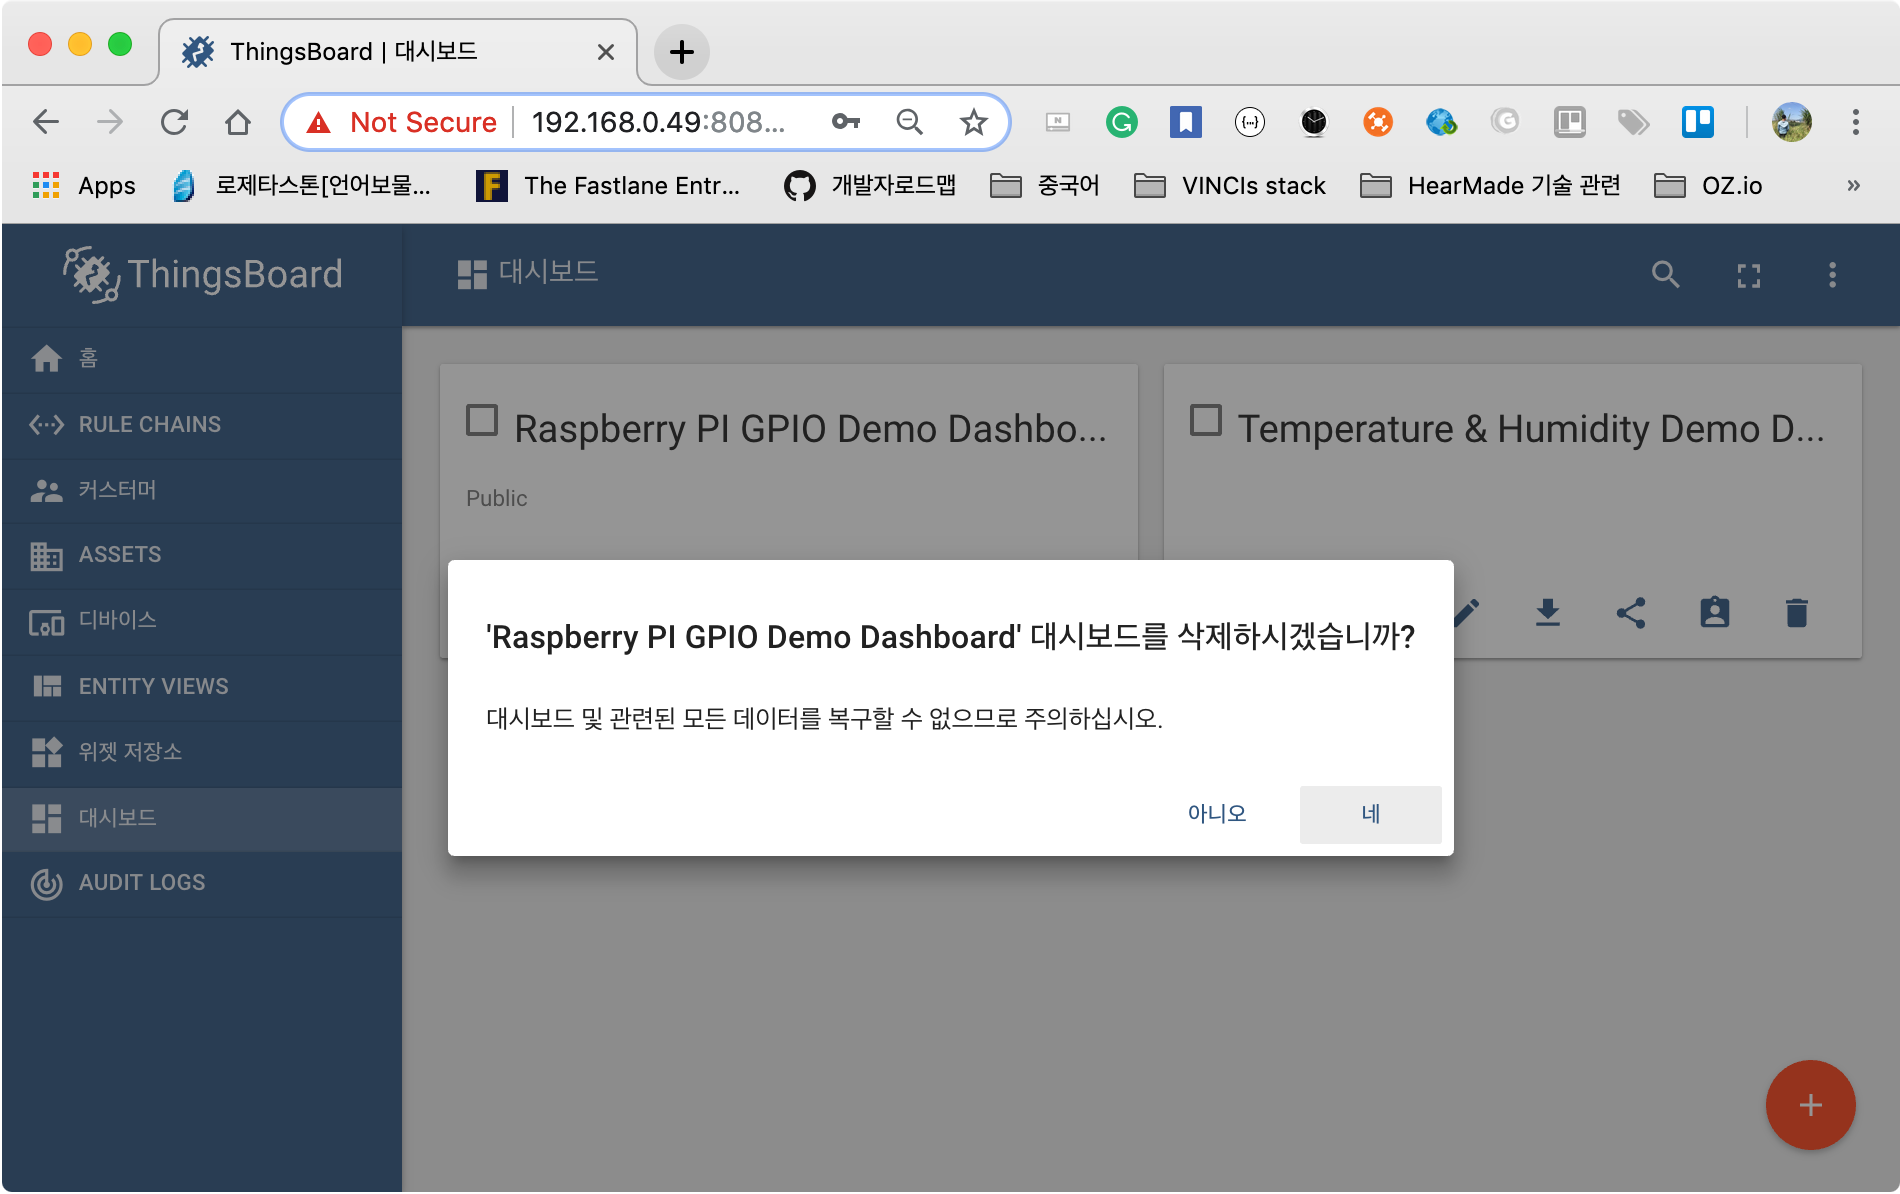 ThingsBoard | 대시보드
Not Secure 192.168.0.49:808...
Apps 로제타스톤[언어보물... The Fastlane Entr... 개발자로드맵 중국어 VINCIs stack HearMade 기술 관련 OZ.io »
ThingsBoard
대시보드
홈
RULE CHAINS
커스터머
ASSETS
디바이스
ENTITY VIEWS
위젯 저장소
대시보드
AUDIT LOGS
Raspberry PI GPIO Demo Dashbo...
Public
Temperature & Humidity Demo D...
'Raspberry PI GPIO Demo Dashboard' 대시보드를 삭제하시겠습니까?
대시보드 및 관련된 모든 데이터를 복구할 수 없으므로 주의하십시오.
아니오 네